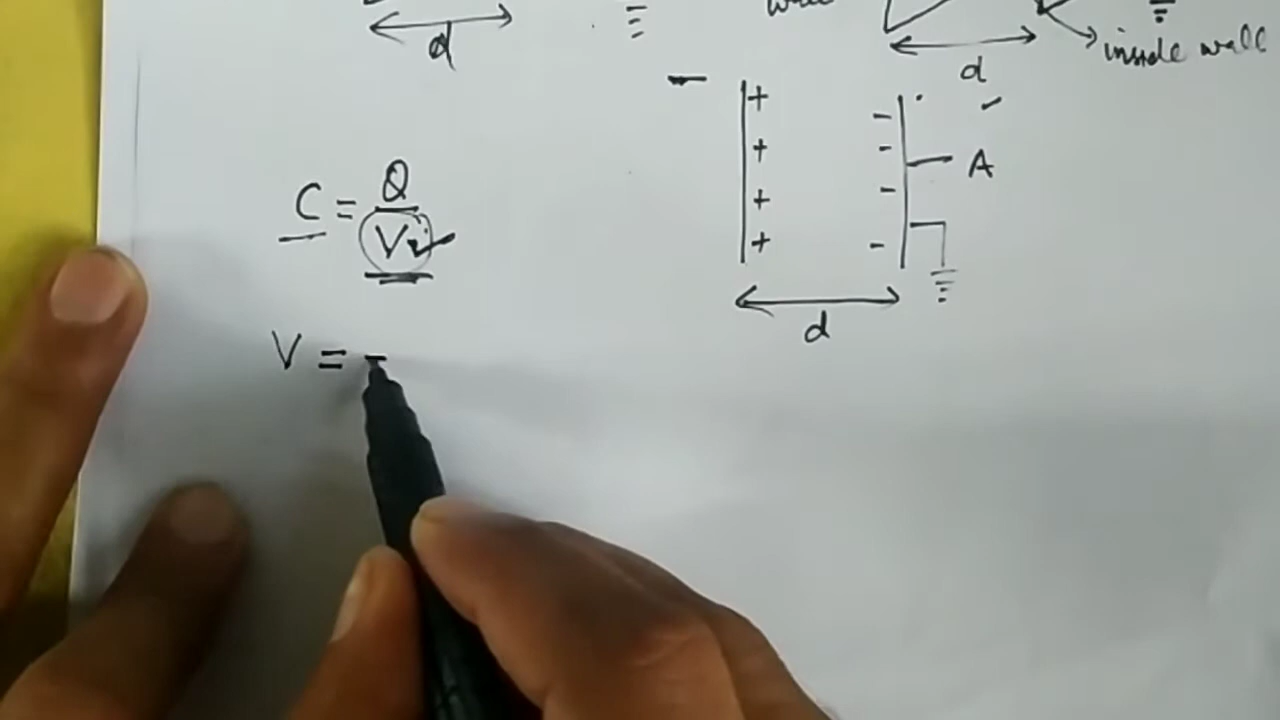 d
d
inside wall
+ -
+ -
A
+ -
+ -
d
C = Q
V
V = -